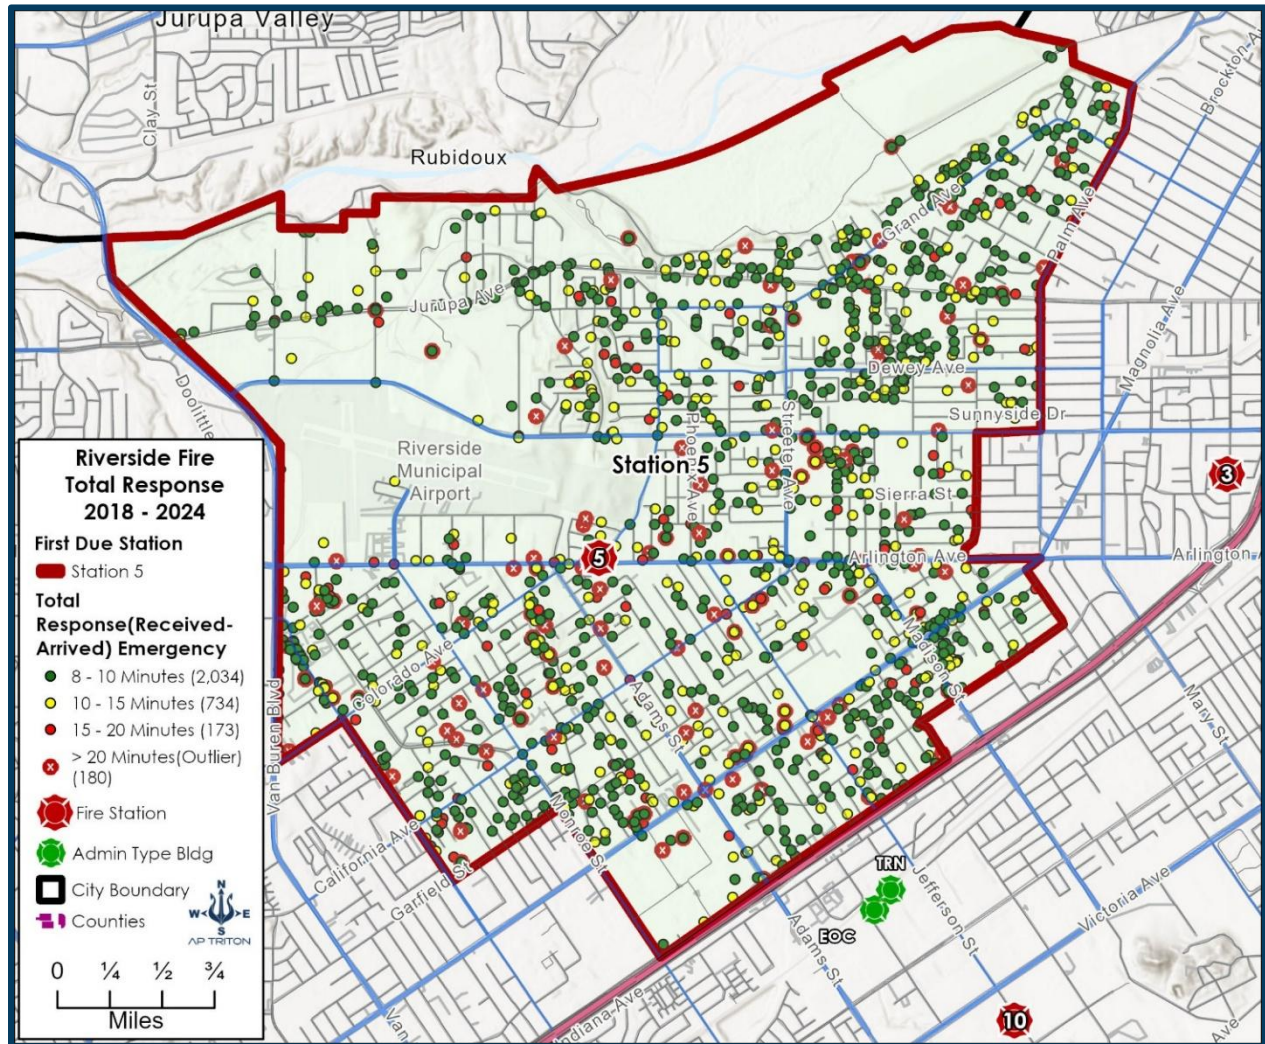 Jurupa Valley
Clay St
Brockton A
Rubidoux
Grand Ave
Palm Ave
Jurupa Ave
Magnolia Ave
Doolittle
Dewey Ave
Sunnyside Dr
Streeter Ave
Phoenix Ave
Riverside
Municipal
Airport
Station 5
Sierra St
3
5
Arlington Ave
Arlington A
Riverside Fire
Total Response
2018 - 2024
First Due Station
Station 5
Total
Response(Received-
Arrived) Emergency
8 - 10 Minutes (2,034)
10 - 15 Minutes (734)
15 - 20 Minutes (173)
> 20 Minutes(Outlier)
(180)
Fire Station
Admin Type Bldg
City Boundary
Counties
N
W
E
S
AP TRITON
0 ¼ ½ ¾
Miles
Colorado Ave
Madison St
Adams St
Van Buren Blvd
Mary St
Monroe St
California Ave
Garfield St
TRN
EOC
Jefferson St
Victoria Ave
Adams St
Indiana Ave
Van
10
Ave